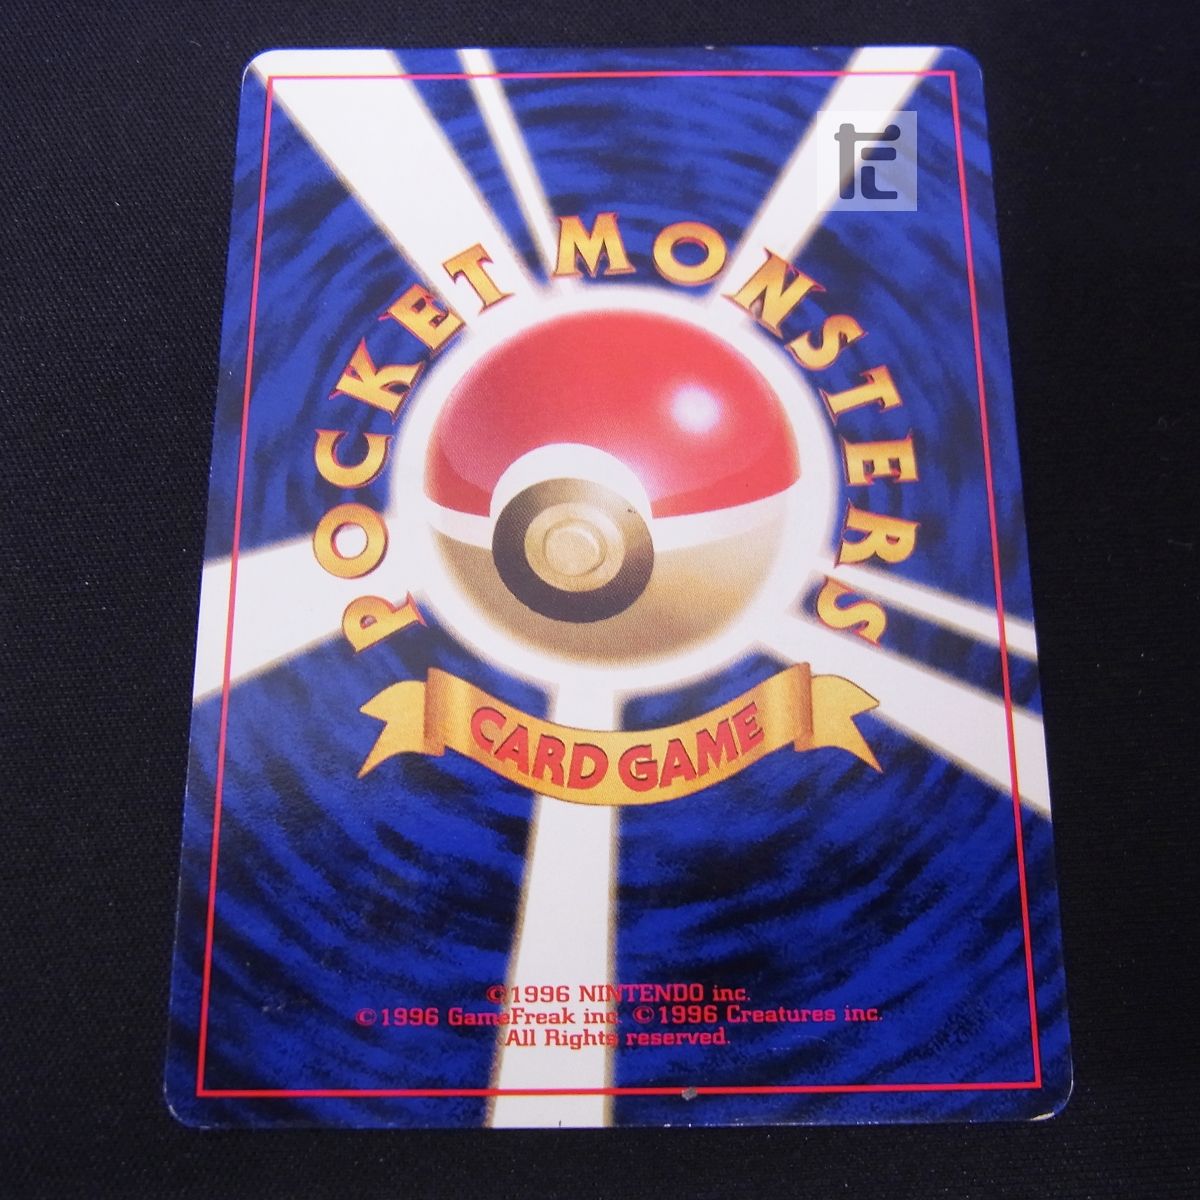 POCKET MONSTERS
CARD GAME
©1996 NINTENDO inc.
©1996 GameFreak inc. ©1996 Creatures inc.
All Rights reserved.